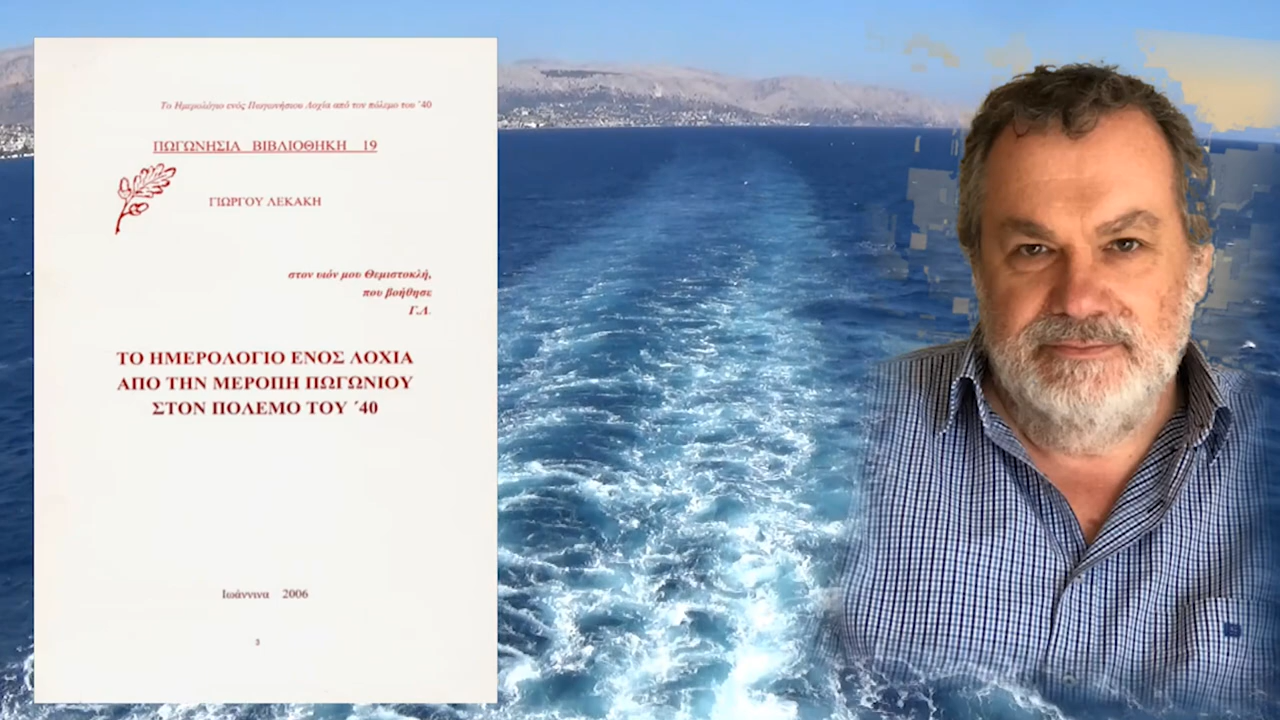 Το Ημερολόγιο ενός Πωγωνήσιου Λοχία από τον πόλεμο του ΄40
ΠΩΓΩΝΗΣΙΑ ΒΙΒΛΙΟΘΗΚΗ 19
ΓΙΩΡΓΟΥ ΛΕΚΑΚΗ
στον υιόν μου Θεμιστοκλή,
που βοήθησε
Γ.Λ.
ΤΟ ΗΜΕΡΟΛΟΓΙΟ ΕΝΟΣ ΛΟΧΙΑ
ΑΠΟ ΤΗΝ ΜΕΡΟΠΗ ΠΩΓΩΝΙΟΥ
ΣΤΟΝ ΠΟΛΕΜΟ ΤΟΥ ΄40
Ιωάννινα 2006
3